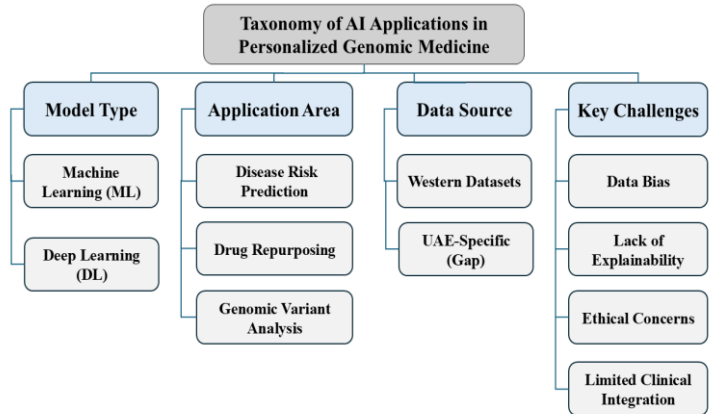 Taxonomy of AI Applications in
Personalized Genomic Medicine
Model Type
Machine
Learning (ML)
Deep Learning
(DL)
Application Area
Disease Risk
Prediction
Drug Repurposing
Genomic Variant
Analysis
Data Source
Western Datasets
UAE-Specific
(Gap)
Key Challenges
Data Bias
Lack of
Explainability
Ethical Concerns
Limited Clinical
Integration